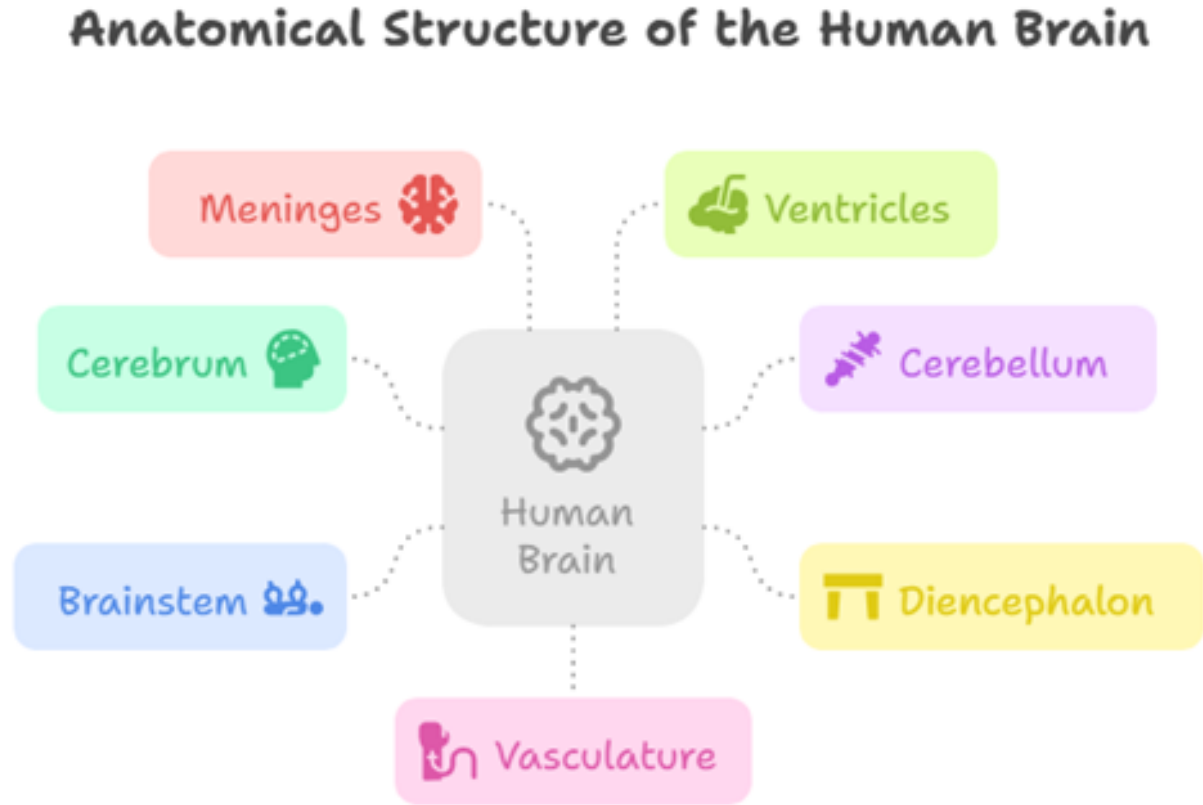 Anatomical Structure of the Human Brain
Meninges
Ventricles
Cerebrum
Cerebellum
Human
Brain
Brainstem
Diencephalon
Vasculature